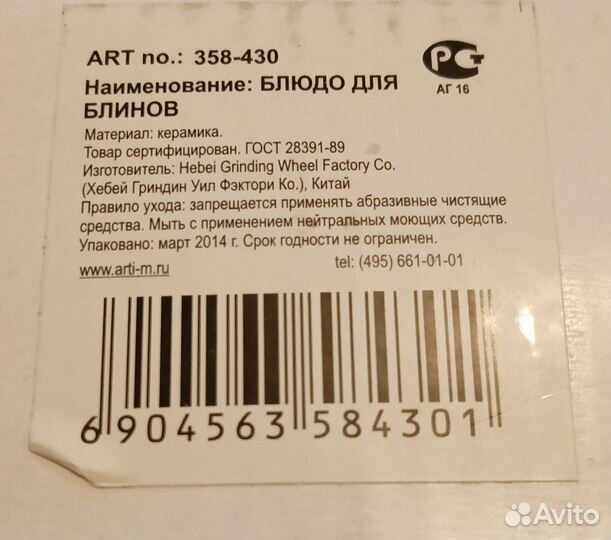 ART no.: 358-430
РСТ
АГ 16
Наименование: БЛЮДО ДЛЯ
БЛИНОВ
Материал: керамика.
Товар сертифицирован. ГОСТ 28391-89
Изготовитель: Hebei Grinding Wheel Factory Co.
(Хебей Гриндин Уил Фэктори Ко.), Китай
Правило ухода: запрещается применять абразивные чистящие
средства. Мыть с применением нейтральных моющих средств.
Упаковано: март 2014 г. Срок годности не ограничен.
www.arti-m.ru tel: (495) 661-01-01
6 904563 584301
Avito